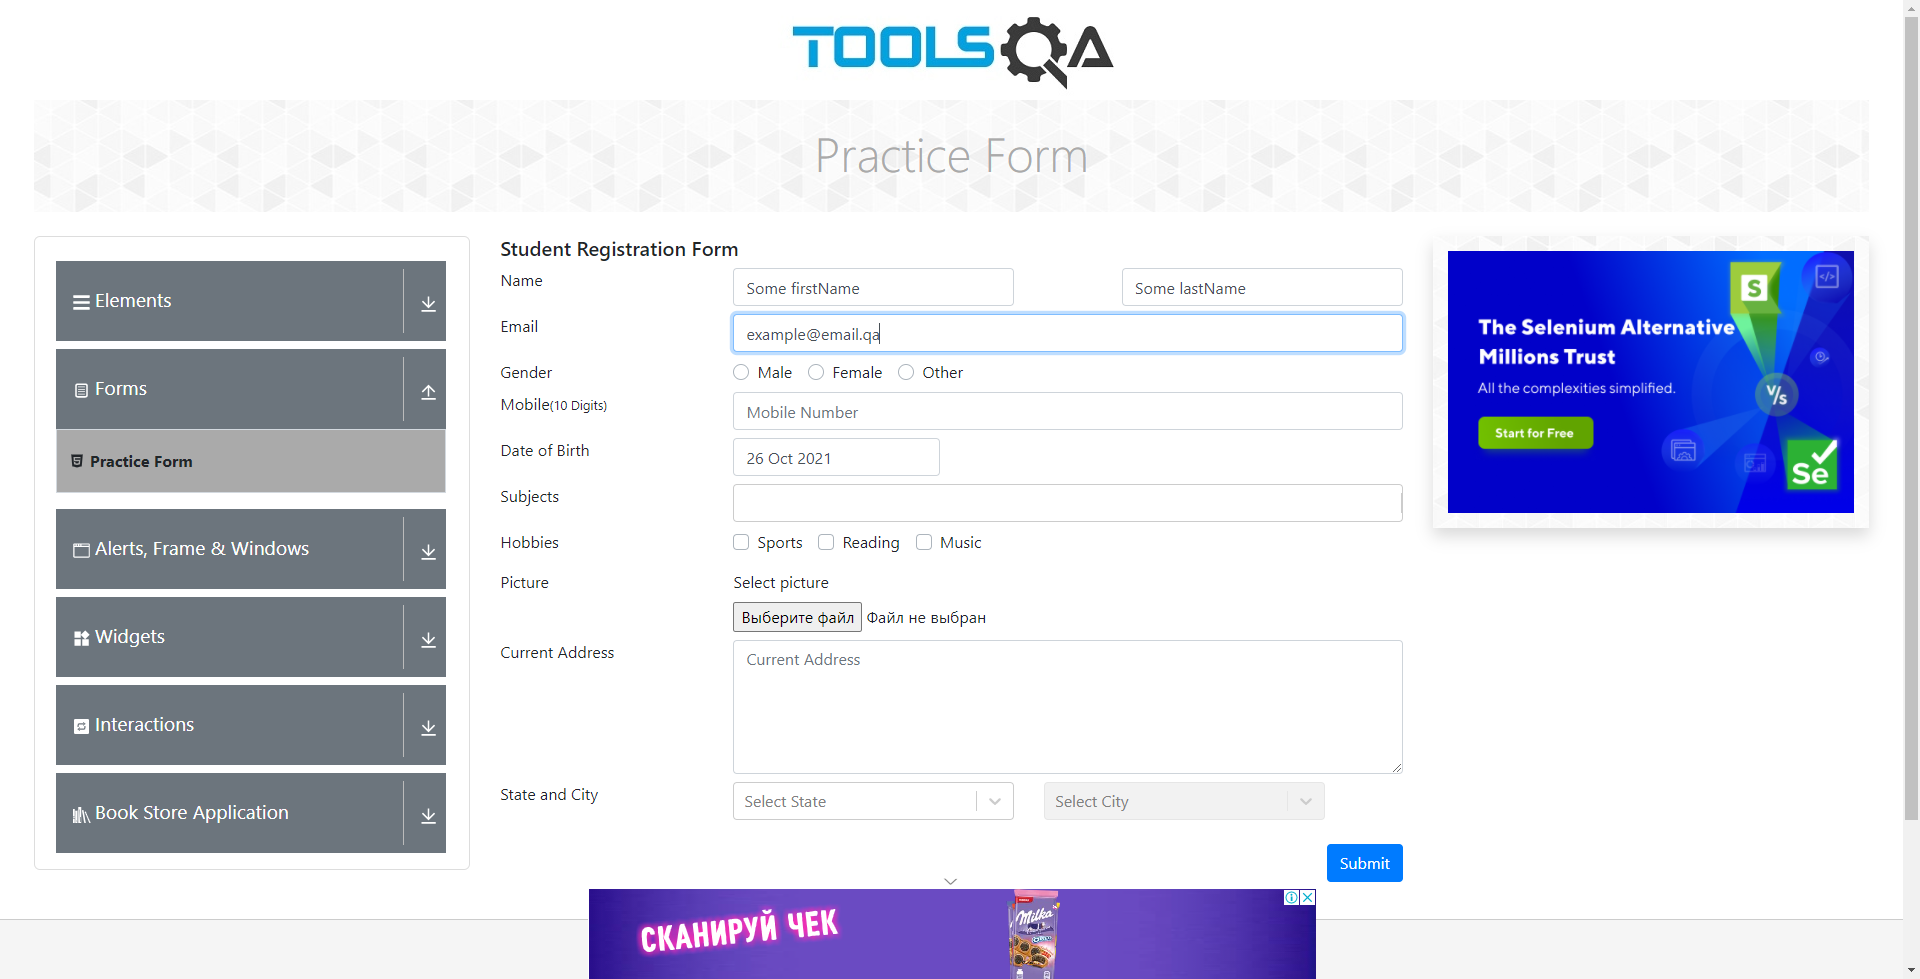 TOOLSQA
Practice Form
Elements
Forms
Practice Form
Alerts, Frame & Windows
Widgets
Interactions
Book Store Application
Student Registration Form
Name
Some firstName
Some lastName
Email
example@email.qa
Gender
Male Female Other
Mobile(10 Digits)
Mobile Number
Date of Birth
26 Oct 2021
Subjects
Hobbies
Sports Reading Music
Picture
Select picture
Выберите файл Файл не выбран
Current Address
Current Address
State and City
Select State
Select City
Submit
The Selenium Alternative
Millions Trust
All the complexities simplified.
Start for Free
S
V/s
Se
СКАНИРУЙ ЧЕК
Milka
OREO